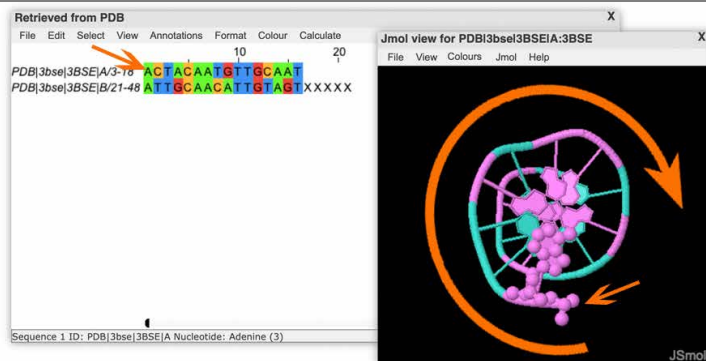 Retrieved from PDB X
File Edit Select View Annotations Format Colour Calculate
10 20
PDB|3bse|3BSE|A/3-18 ACTACAATGTTGCAAT
PDB|3bse|3BSE|B/21-48 ATTGCAACATTGTAGTXXXXX
Sequence 1 ID: PDB|3bse|3BSE|A Nucleotide: Adenine (3)
Jmol view for PDB|3bse|3BSE|A:3BSE X
File View Colours Jmol Help
JSmol